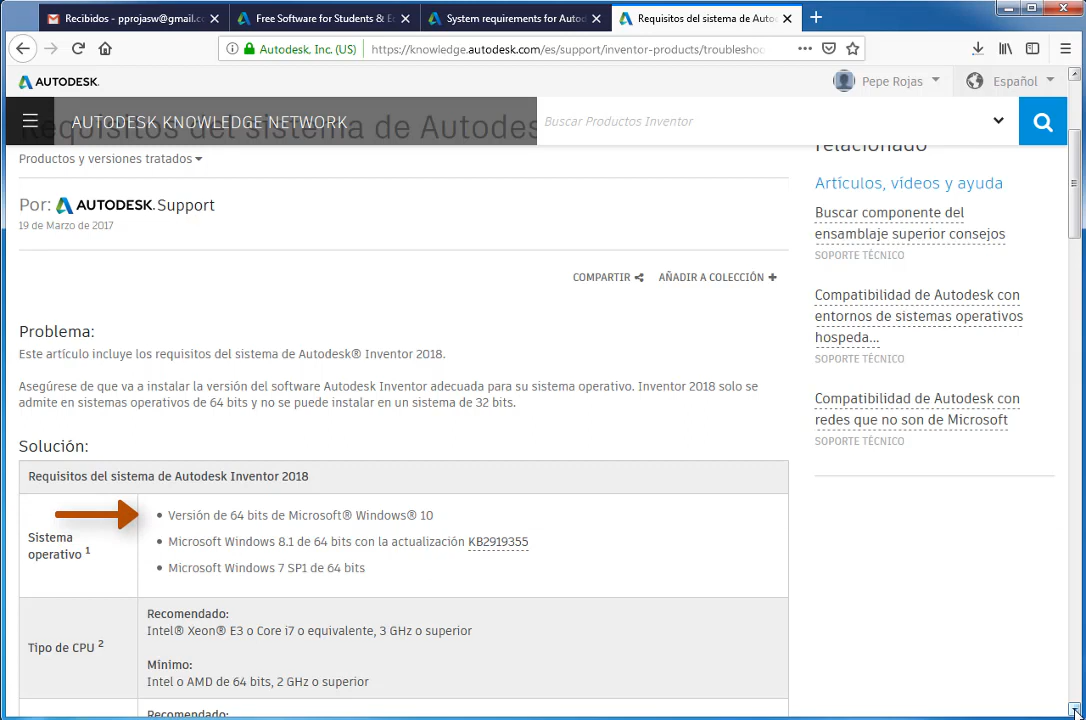 Recibidos - pprojasw@gmail.c
Free Software for Students & E
System requirements for Autod
Requisitos del sistema de Auto
Autodesk, Inc. (US)
https://knowledge.autodesk.com/es/support/inventor-products/troublesho
AUTODESK.
Pepe Rojas
Español
Requisitos del sistema de Autodes
AUTODESK KNOWLEDGE NETWORK
Buscar Productos Inventor
Productos y versiones tratados
Por: AUTODESK. Support
19 de Marzo de 2017
COMPARTIR
AÑADIR A COLECCIÓN
Problema:
Este artículo incluye los requisitos del sistema de Autodesk® Inventor 2018.
Asegúrese de que va a instalar la versión del software Autodesk Inventor adecuada para su sistema operativo. Inventor 2018 solo se
admite en sistemas operativos de 64 bits y no se puede instalar en un sistema de 32 bits.
Solución:
Requisitos del sistema de Autodesk Inventor 2018
Sistema
operativo 1
• Versión de 64 bits de Microsoft® Windows® 10
• Microsoft Windows 8.1 de 64 bits con la actualización KB2919355
• Microsoft Windows 7 SP1 de 64 bits
Tipo de CPU 2
Recomendado:
Intel® Xeon® E3 o Core i7 o equivalente, 3 GHz o superior
Mínimo:
Intel o AMD de 64 bits, 2 GHz o superior
Recomendado:
relacionado
Artículos, vídeos y ayuda
Buscar componente del
ensamblaje superior consejos
SOPORTE TÉCNICO
Compatibilidad de Autodesk con
entornos de sistemas operativos
hospeda...
SOPORTE TÉCNICO
Compatibilidad de Autodesk con
redes que no son de Microsoft
SOPORTE TÉCNICO